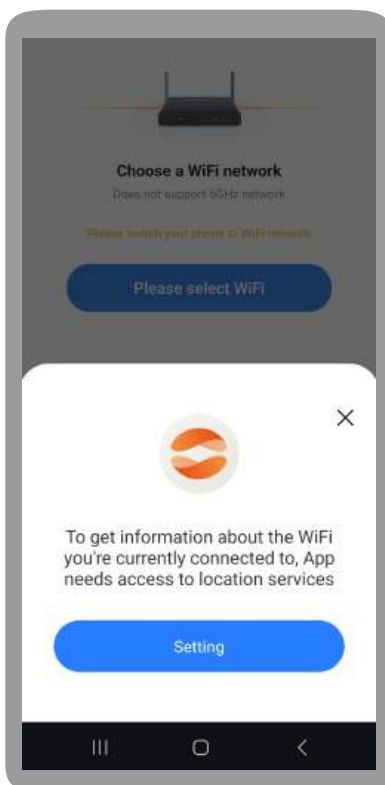 Choose a WiFi network
Does not support 5GHz network
Please switch your phone to WiFi network
Please select WiFi
To get information about the WiFi
you're currently connected to, App
needs access to location services
Setting